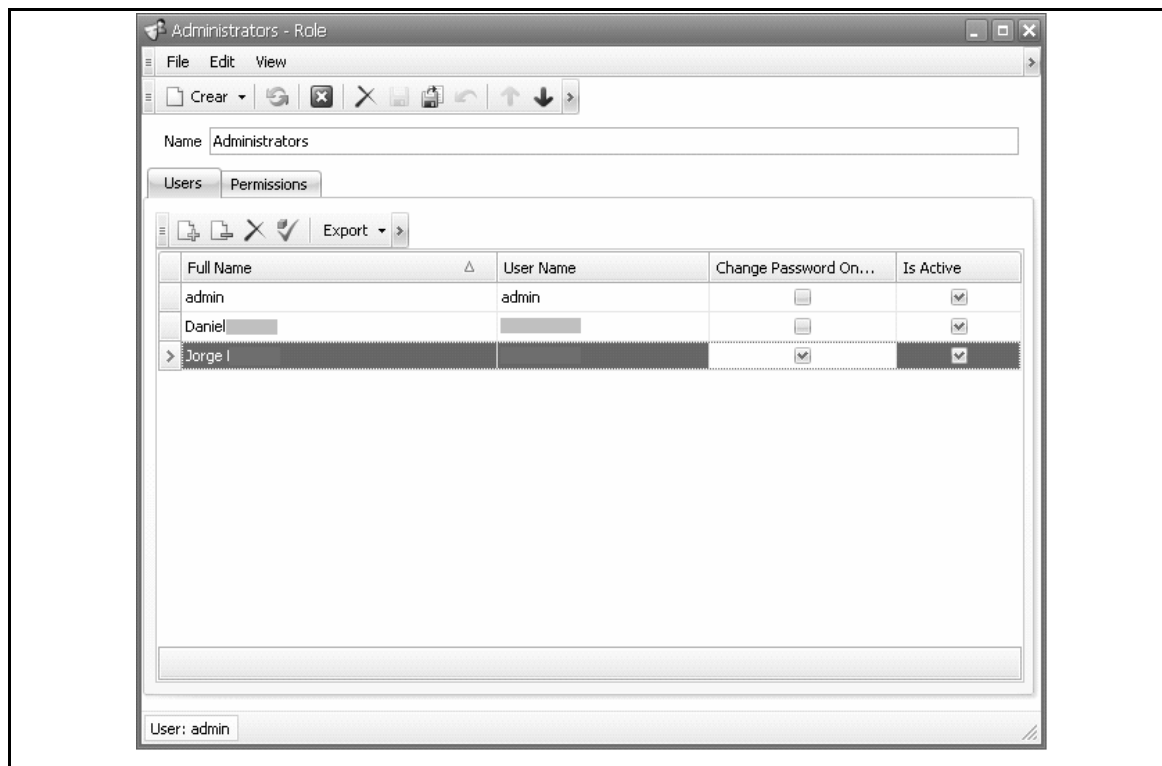 Administrators - Role
File Edit View
Crear
Name Administrators
Users Permissions
Export
Full Name User Name Change Password On... Is Active
admin admin
Daniel
Jorge
User: admin